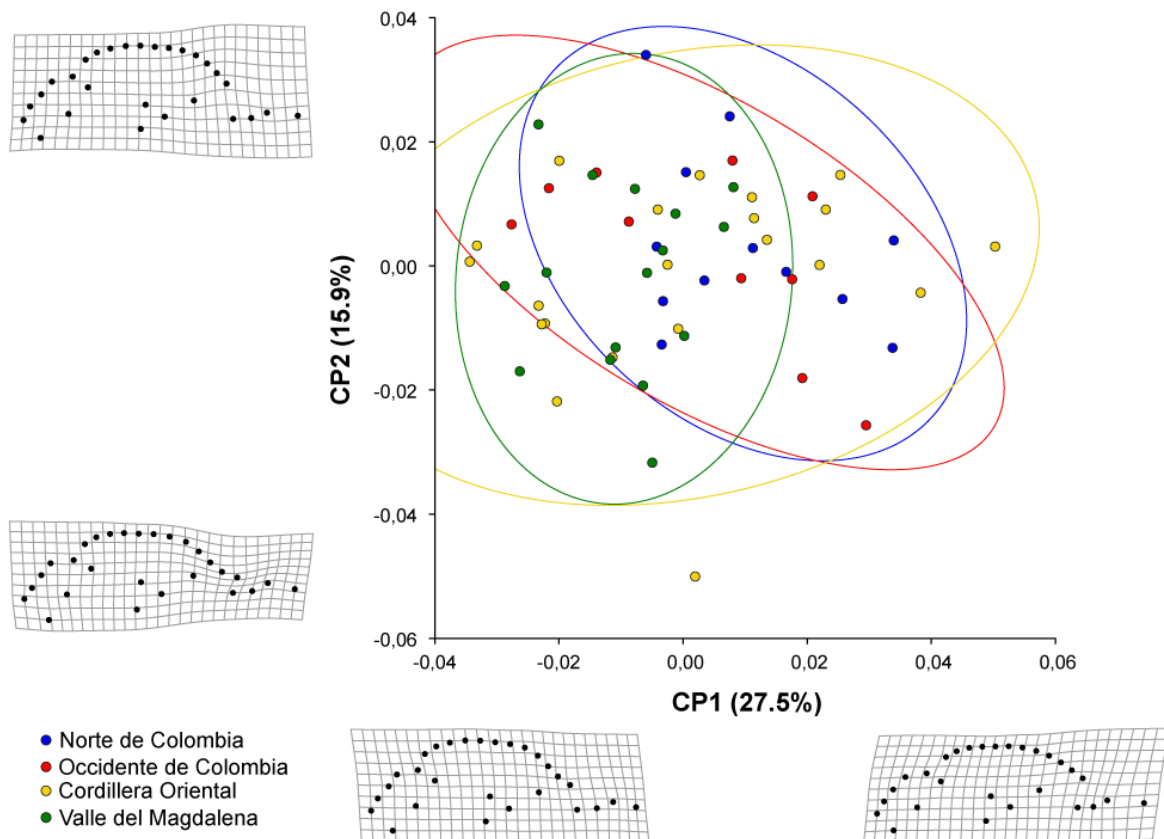 0,04
0,02
0,00
-0,02
-0,04
-0,06
CP2 (15.9%)
-0,04 -0,02 0,00 0,02 0,04 0,06
CP1 (27.5%)
Norte de Colombia
Occidente de Colombia
Cordillera Oriental
Valle del Magdalena